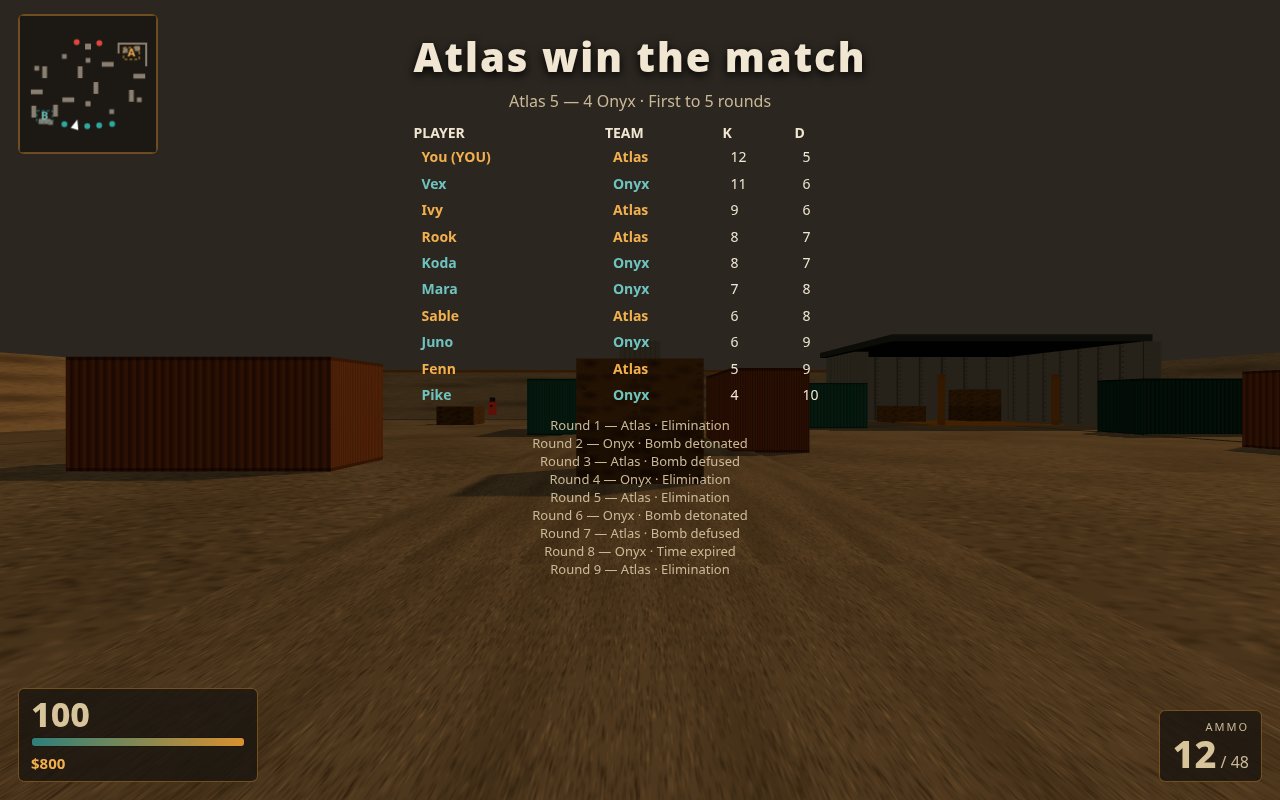 A
B
Atlas win the match
Atlas 5 — 4 Onyx · First to 5 rounds
PLAYER TEAM K D
You (YOU) Atlas 12 5
Vex Onyx 11 6
Ivy Atlas 9 6
Rook Atlas 8 7
Koda Onyx 8 7
Mara Onyx 7 8
Sable Atlas 6 8
Juno Onyx 6 9
Fenn Atlas 5 9
Pike Onyx 4 10
Round 1 — Atlas · Elimination
Round 2 — Onyx · Bomb detonated
Round 3 — Atlas · Bomb defused
Round 4 — Onyx · Elimination
Round 5 — Atlas · Elimination
Round 6 — Onyx · Bomb detonated
Round 7 — Atlas · Bomb defused
Round 8 — Onyx · Time expired
Round 9 — Atlas · Elimination
100
$800
AMMO
12 / 48